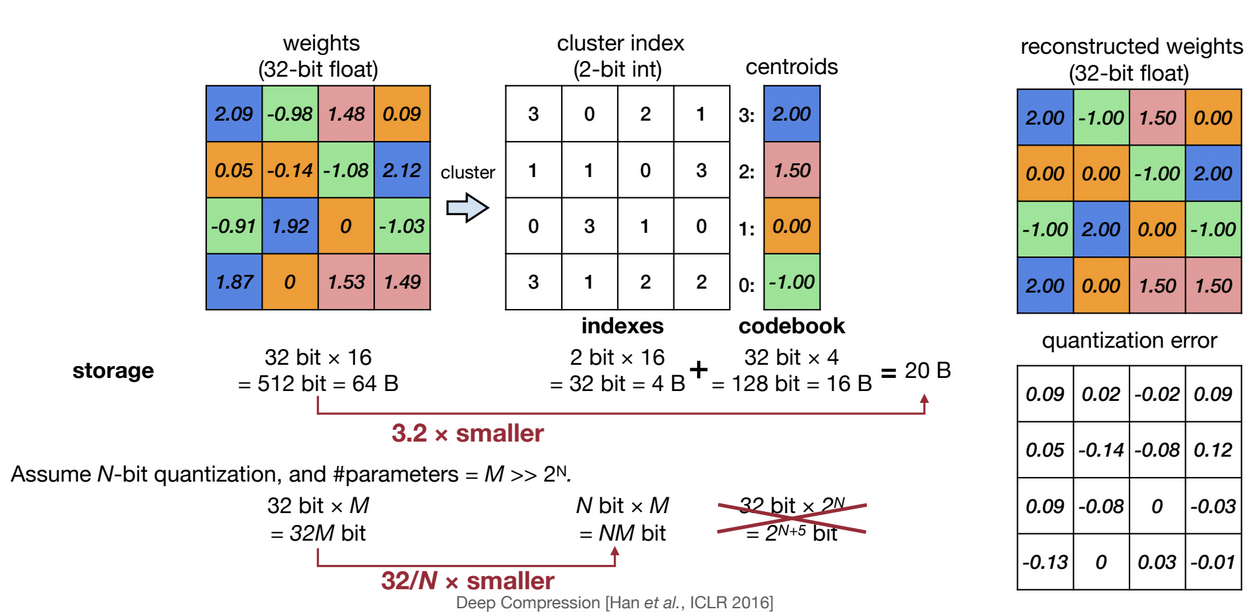 weights
(32-bit float)
cluster index
(2-bit int)
centroids
reconstructed weights
(32-bit float)
2.09 -0.98 1.48 0.09
0.05 -0.14 -1.08 2.12
-0.91 1.92 0 -1.03
1.87 0 1.53 1.49
cluster
3 0 2 1
1 1 0 3
0 3 1 0
3 1 2 2
3: 2.00
2: 1.50
1: 0.00
0: -1.00
2.00 -1.00 1.50 0.00
0.00 0.00 -1.00 2.00
-1.00 2.00 0.00 -1.00
2.00 0.00 1.50 1.50
indexes
codebook
storage
32 bit × 16
= 512 bit = 64 B
2 bit × 16
= 32 bit = 4 B
+
32 bit × 4
= 128 bit = 16 B
= 20 B
3.2 × smaller
quantization error
0.09 0.02 -0.02 0.09
0.05 -0.14 -0.08 0.12
0.09 -0.08 0 -0.03
-0.13 0 0.03 -0.01
Assume N-bit quantization, and #parameters = M >> 2ᴺ.
32 bit × M
= 32M bit
N bit × M
= NM bit
32 bit × 2ᴺ
= 2ᴺ⁺⁵ bit
32/N × smaller
Deep Compression [Han et al., ICLR 2016]